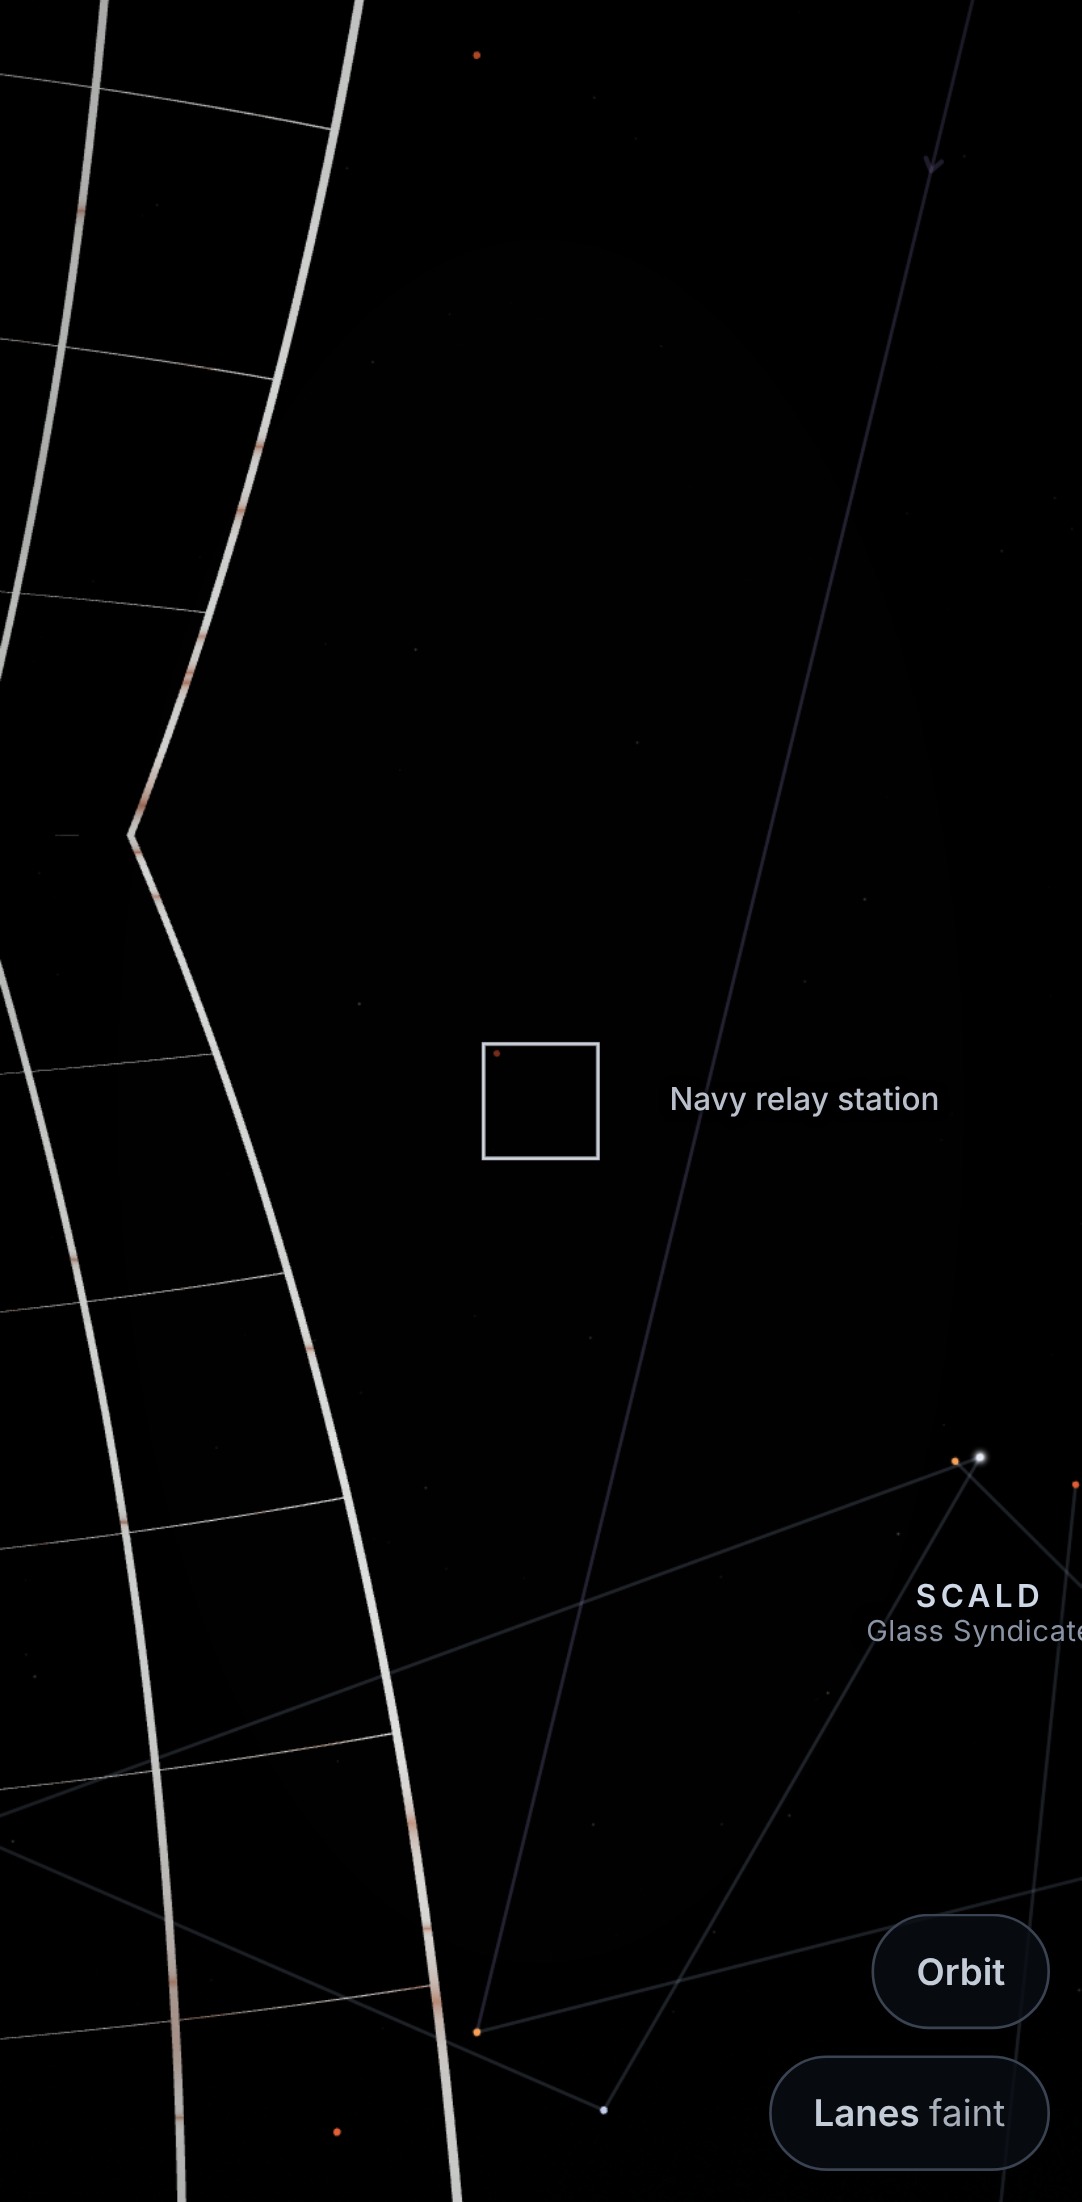 Navy relay station
SCALD
Glass Syndicate
Orbit
Lanes faint